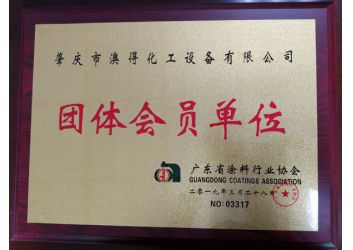 肇庆市澳得化工设备有限公司
团体会员单位
广东省涂料行业协会
GUANGDONG COATINGS ASSOCIATION
二零一九年三月二十八日
NO: 03317